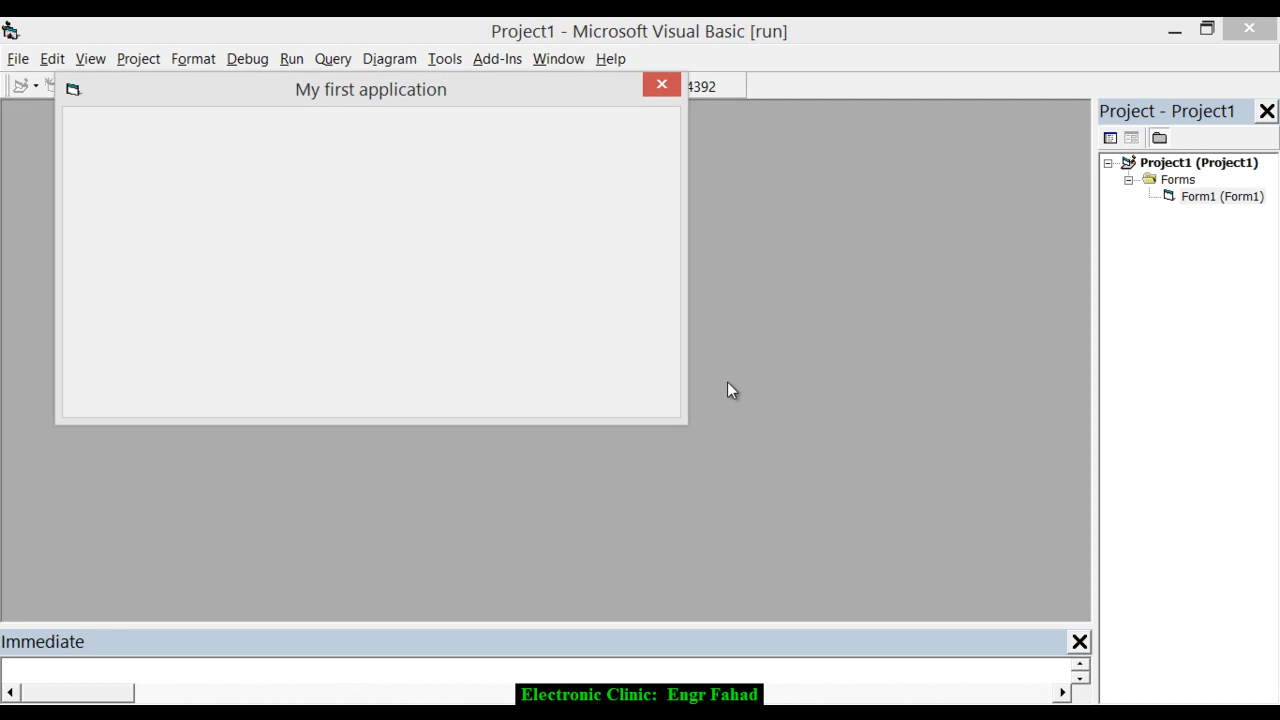 Project1 - Microsoft Visual Basic [run]
File Edit View Project Format Debug Run Query Diagram Tools Add-Ins Window Help
My first application
4392
Project - Project1
Project1 (Project1)
Forms
Form1 (Form1)
Immediate
Electronic Clinic: Engr Fahad